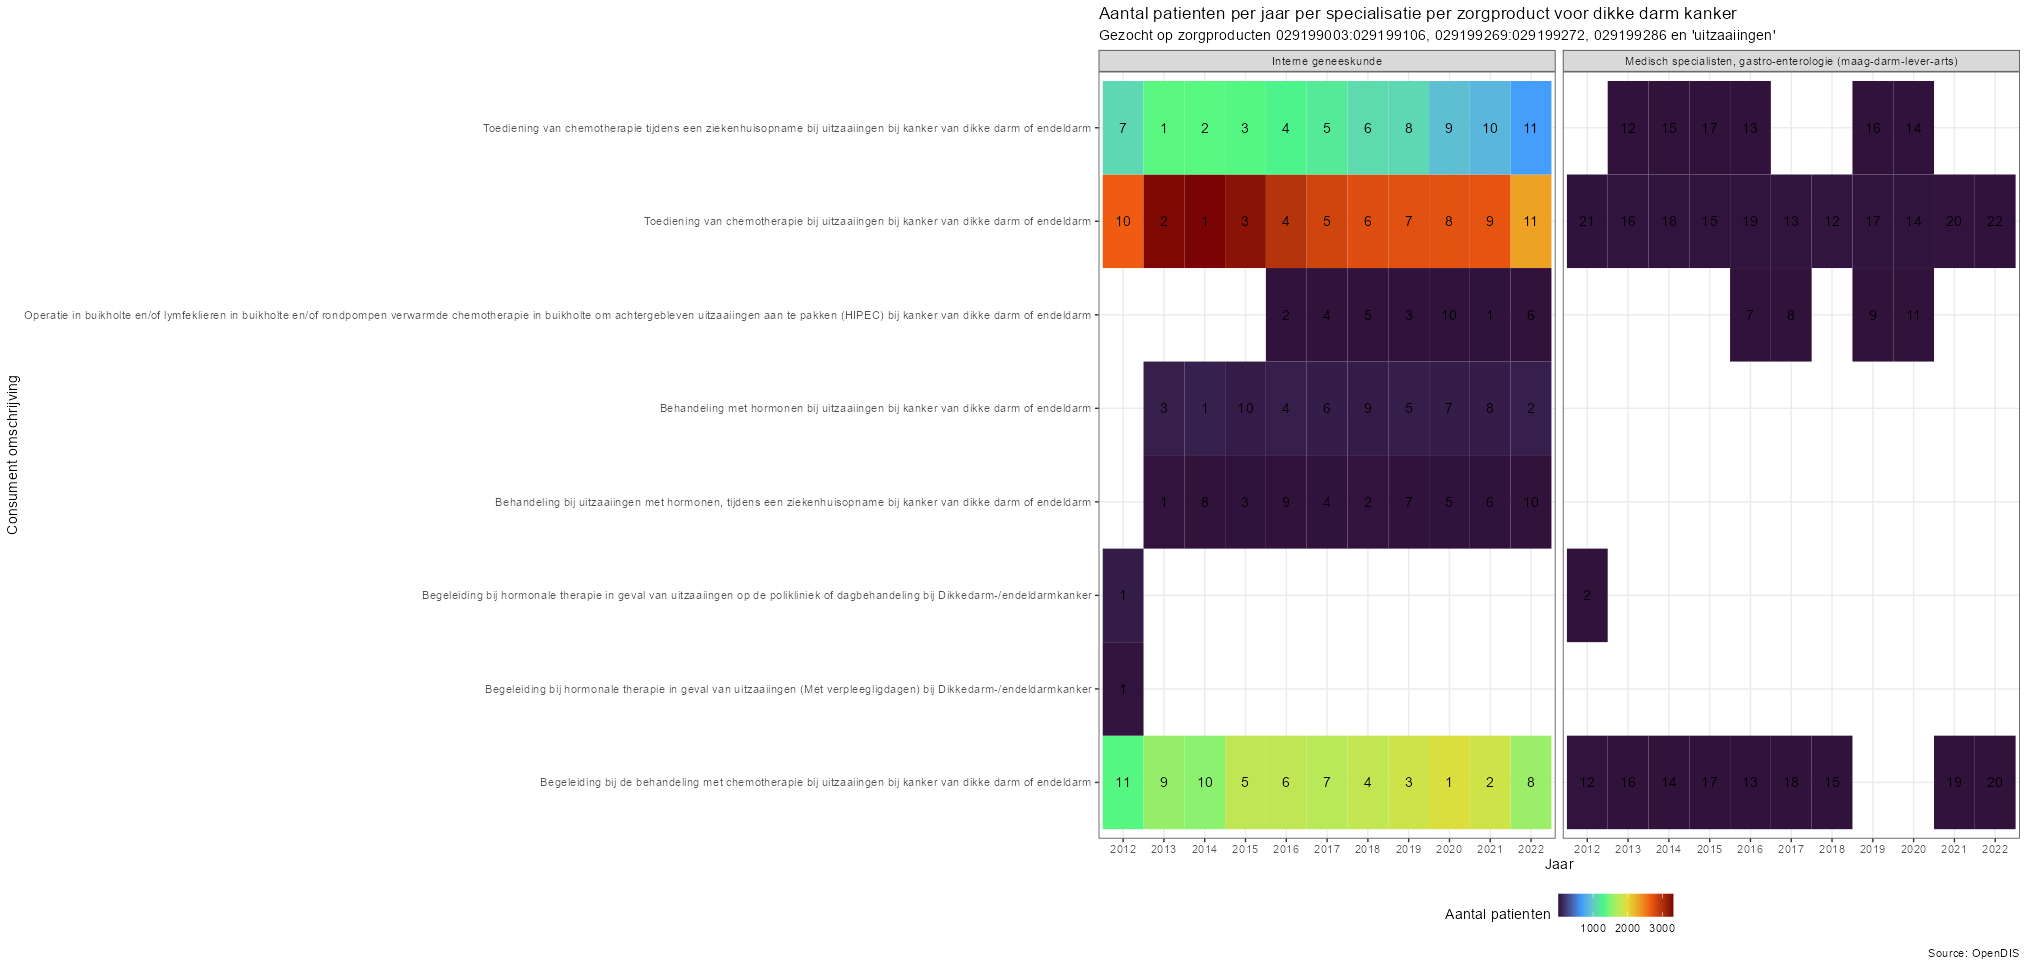 Aantal patienten per jaar per specialisatie per zorgproduct voor dikke darm kanker
Gezocht op zorgproducten 029199003:029199106, 029199269:029199272, 029199286 en 'uitzaaiingen'
Interne geneeskunde
Medisch specialisten, gastro-enterologie (maag-darm-lever-arts)
Consument omschrijving
Toediening van chemotherapie tijdens een ziekenhuisopname bij uitzaaiingen bij kanker van dikke darm of endeldarm
7 1 2 3 4 5 6 8 9 10 11 12 15 17 13 16 14
Toediening van chemotherapie bij uitzaaiingen bij kanker van dikke darm of endeldarm
10 2 1 3 4 5 6 7 8 9 11 21 16 18 15 19 13 12 17 14 20 22
Operatie in buikholte en/of lymfeklieren in buikholte en/of rondpompen verwarmde chemotherapie in buikholte om achtergebleven uitzaaiingen aan te pakken (HIPEC) bij kanker van dikke darm of endeldarm
2 4 5 3 10 1 6 7 8 9 11
Behandeling met hormonen bij uitzaaiingen bij kanker van dikke darm of endeldarm
3 1 10 4 6 9 5 7 8 2
Behandeling bij uitzaaiingen met hormonen, tijdens een ziekenhuisopname bij kanker van dikke darm of endeldarm
1 8 3 9 4 2 7 5 6 10
Begeleiding bij hormonale therapie in geval van uitzaaiingen op de polikliniek of dagbehandeling bij Dikkedarm-/endeldarmkanker
1 2
Begeleiding bij hormonale therapie in geval van uitzaaiingen (Met verpleegligdagen) bij Dikkedarm-/endeldarmkanker
1
Begeleiding bij de behandeling met chemotherapie bij uitzaaiingen bij kanker van dikke darm of endeldarm
11 9 10 5 6 7 4 3 1 2 8 12 16 14 17 13 18 15 19 20
2012 2013 2014 2015 2016 2017 2018 2019 2020 2021 2022 2012 2013 2014 2015 2016 2017 2018 2019 2020 2021 2022
Jaar
Aantal patienten
1000 2000 3000
Source: OpenDIS